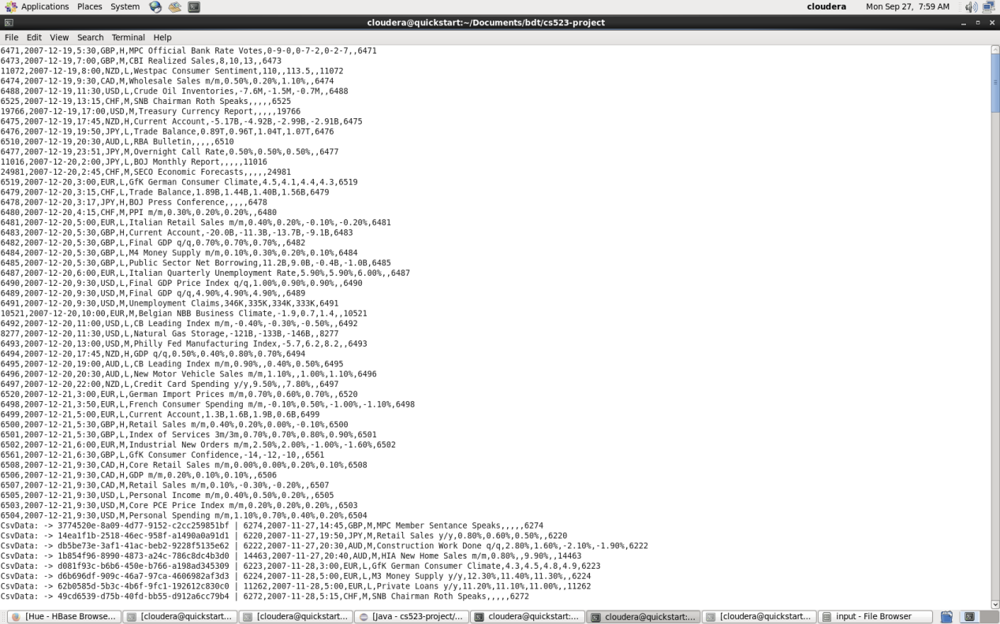 Applications Places System cloudera Mon Sep 27, 7:59 AM
cloudera@quickstart:~/Documents/bdt/cs523-project
File Edit View Search Terminal Help
6471,2007-12-19,5:30,GBP,H,MPC Official Bank Rate Votes,0-9-0,0-7-2,0-2-7,,6471
6473,2007-12-19,7:00,GBP,M,CBI Realized Sales,8,10,13,,6473
11072,2007-12-19,8:00,NZD,L,Westpac Consumer Sentiment,110,,113.5,,11072
6474,2007-12-19,9:30,CAD,M,Wholesale Sales m/m,0.50%,0.20%,1.10%,,6474
6488,2007-12-19,11:30,USD,L,Crude Oil Inventories,-7.6M,-1.5M,-0.7M,,6488
6525,2007-12-19,13:15,CHF,M,SNB Chairman Roth Speaks,,,,,6525
19766,2007-12-19,17:00,USD,M,Treasury Currency Report,,,,,19766
6475,2007-12-19,17:45,NZD,H,Current Account,-5.17B,-4.92B,-2.99B,-2.91B,6475
6476,2007-12-19,19:50,JPY,L,Trade Balance,0.89T,0.96T,1.04T,1.07T,6476
6510,2007-12-19,20:30,AUD,L,RBA Bulletin,,,,,6510
6477,2007-12-19,23:51,JPY,M,Overnight Call Rate,0.50%,0.50%,0.50%,,6477
11016,2007-12-20,2:00,JPY,L,BOJ Monthly Report,,,,,11016
24981,2007-12-20,2:45,CHF,M,SECO Economic Forecasts,,,,,24981
6519,2007-12-20,3:00,EUR,L,GfK German Consumer Climate,4.5,4.1,4.4,4.3,6519
6479,2007-12-20,3:15,CHF,L,Trade Balance,1.89B,1.44B,1.40B,1.56B,6479
6478,2007-12-20,3:17,JPY,H,BOJ Press Conference,,,,,6478
6480,2007-12-20,4:15,CHF,M,PPI m/m,0.30%,0.20%,0.20%,,6480
6481,2007-12-20,5:00,EUR,L,Italian Retail Sales m/m,0.40%,0.20%,-0.10%,-0.20%,6481
6483,2007-12-20,5:30,GBP,H,Current Account,-20.0B,-11.3B,-13.7B,-9.1B,6483
6482,2007-12-20,5:30,GBP,L,Final GDP q/q,0.70%,0.70%,0.70%,,6482
6484,2007-12-20,5:30,GBP,L,M4 Money Supply m/m,0.10%,0.30%,0.20%,0.10%,6484
6485,2007-12-20,5:30,GBP,L,Public Sector Net Borrowing,11.2B,9.0B,-0.4B,-1.0B,6485
6487,2007-12-20,6:00,EUR,L,Italian Quarterly Unemployment Rate,5.90%,5.90%,6.00%,,6487
6490,2007-12-20,9:30,USD,L,Final GDP Price Index q/q,1.00%,0.90%,0.90%,,6490
6489,2007-12-20,9:30,USD,M,Final GDP q/q,4.90%,4.90%,4.90%,,6489
6491,2007-12-20,9:30,USD,M,Unemployment Claims,346K,335K,334K,333K,6491
10521,2007-12-20,10:00,EUR,M,Belgian NBB Business Climate,-1.9,0.7,1.4,,10521
6492,2007-12-20,11:00,USD,L,CB Leading Index m/m,-0.40%,-0.30%,-0.50%,,6492
8277,2007-12-20,11:30,USD,L,Natural Gas Storage,-121B,-133B,-146B,,8277
6493,2007-12-20,13:00,USD,M,Philly Fed Manufacturing Index,-5.7,6.2,8.2,,6493
6494,2007-12-20,17:45,NZD,H,GDP q/q,0.50%,0.40%,0.80%,0.70%,6494
6495,2007-12-20,19:00,AUD,L,CB Leading Index m/m,0.90%,,0.40%,0.50%,6495
6496,2007-12-20,20:30,AUD,L,New Motor Vehicle Sales m/m,1.10%,,1.00%,1.10%,6496
6497,2007-12-20,22:00,NZD,L,Credit Card Spending y/y,9.50%,,7.80%,,6497
6520,2007-12-21,3:00,EUR,L,German Import Prices m/m,0.70%,0.60%,0.70%,,6520
6498,2007-12-21,3:50,EUR,L,French Consumer Spending m/m,-0.10%,0.50%,-1.00%,-1.10%,6498
6499,2007-12-21,5:00,EUR,L,Current Account,1.3B,1.6B,1.9B,0.6B,6499
6500,2007-12-21,5:30,GBP,H,Retail Sales m/m,0.40%,0.20%,0.00%,-0.10%,6500
6501,2007-12-21,5:30,GBP,L,Index of Services 3m/3m,0.70%,0.70%,0.80%,0.90%,6501
6502,2007-12-21,6:00,EUR,M,Industrial New Orders m/m,2.50%,2.00%,-1.00%,-1.60%,6502
6561,2007-12-21,6:30,GBP,L,GfK Consumer Confidence,-14,-12,-10,,6561
6508,2007-12-21,9:30,CAD,H,Core Retail Sales m/m,0.00%,0.00%,0.20%,0.10%,6508
6506,2007-12-21,9:30,CAD,H,GDP m/m,0.20%,0.10%,0.10%,,6506
6507,2007-12-21,9:30,CAD,M,Retail Sales m/m,0.10%,-0.30%,-0.20%,,6507
6505,2007-12-21,9:30,USD,L,Personal Income m/m,0.40%,0.50%,0.20%,,6505
6503,2007-12-21,9:30,USD,M,Core PCE Price Index m/m,0.20%,0.20%,0.20%,,6503
6504,2007-12-21,9:30,USD,M,Personal Spending m/m,1.10%,0.70%,0.40%,0.20%,6504
CsvData: -> 3774520e-8a09-4d77-9152-c2cc259851bf | 6274,2007-11-27,14:45,GBP,M,MPC Member Sentance Speaks,,,,,6274
CsvData: -> 14ea1f1b-2518-46ec-958f-a1490a0a91d1 | 6220,2007-11-27,19:50,JPY,M,Retail Sales y/y,0.80%,0.60%,0.50%,,6220
CsvData: -> db5be73e-3af1-41ac-beb2-9228f5135e62 | 6222,2007-11-27,20:30,AUD,M,Construction Work Done q/q,2.80%,1.60%,-2.10%,-1.90%,6222
CsvData: -> 1b854f96-8990-4873-a24c-786c8dc4b3d0 | 14463,2007-11-27,20:40,AUD,M,HIA New Home Sales m/m,0.80%,,9.90%,,14463
CsvData: -> d081f93c-b6b6-450e-b766-a198ad345309 | 6223,2007-11-28,3:00,EUR,L,GfK German Consumer Climate,4.3,4.5,4.8,4.9,6223
CsvData: -> d6b696df-909c-46a7-97ca-4606982af3d3 | 6224,2007-11-28,5:00,EUR,L,M3 Money Supply y/y,12.30%,11.40%,11.30%,,6224
CsvData: -> 62b0585d-5b3c-4b6f-9fc1-192612c830c0 | 11262,2007-11-28,5:00,EUR,L,Private Loans y/y,11.20%,11.10%,11.00%,,11262
CsvData: -> 49cd6539-d75b-40fd-bb55-d912a6cc79b4 | 6272,2007-11-28,5:15,CHF,M,SNB Chairman Roth Speaks,,,,,6272
[Hue - HBase Browse... [cloudera@quickstart... [cloudera@quickstart... [Java - cs523-project/... cloudera@quickstart:... cloudera@quickstart:... [cloudera@quickstart... input - File Browser